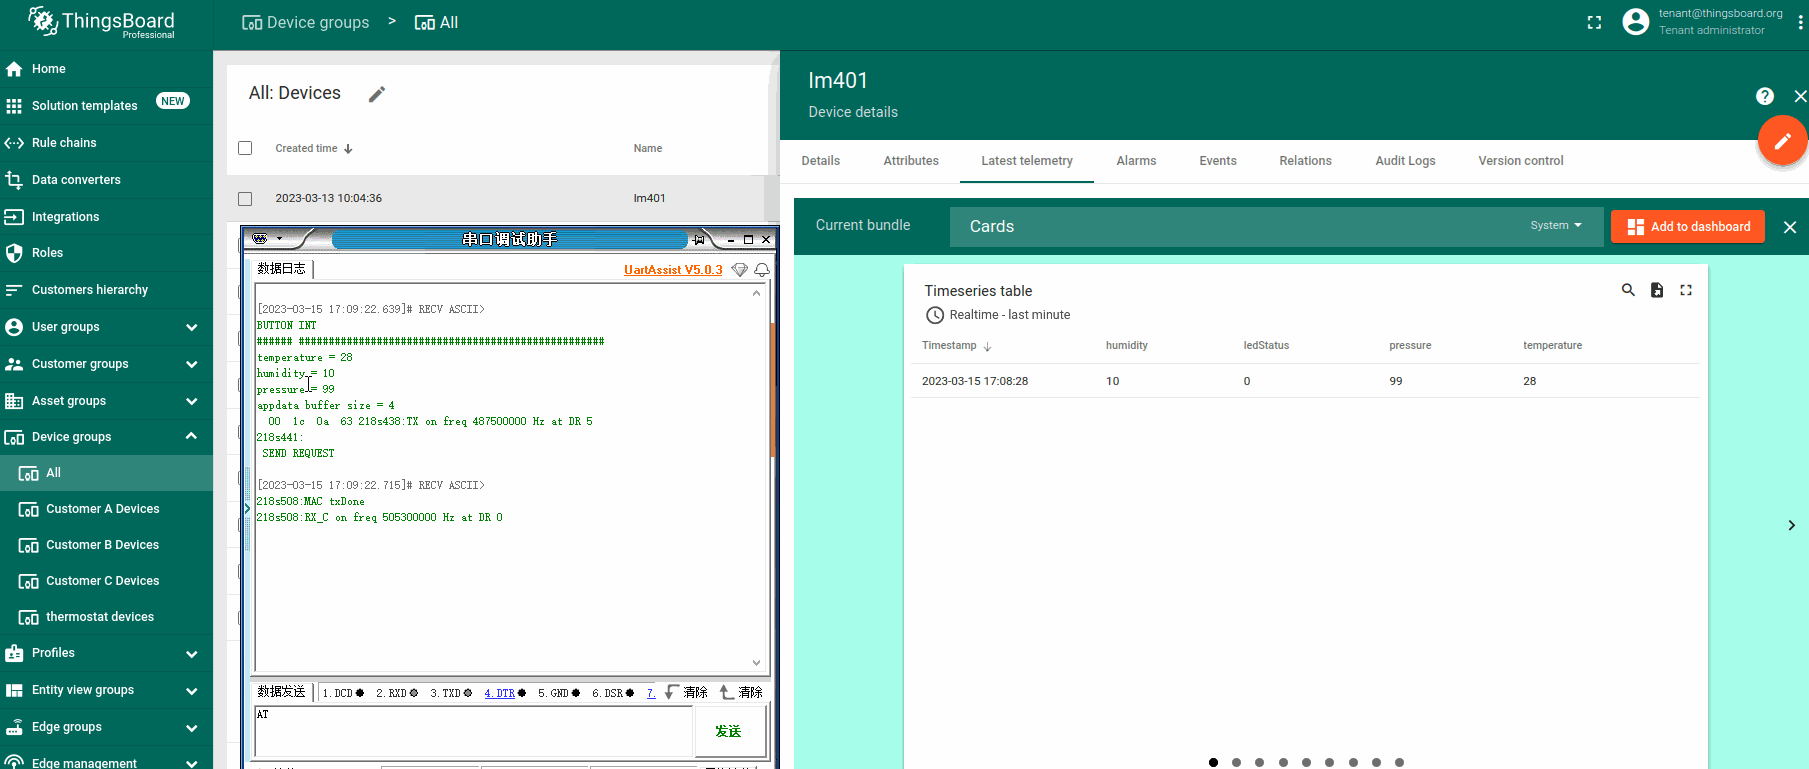 ThingsBoard
Professional
Device groups > All
tenant@thingsboard.org
Tenant administrator
Home
Solution templates NEW
Rule chains
Data converters
Integrations
Roles
Customers hierarchy
User groups
Customer groups
Asset groups
Device groups
All
Customer A Devices
Customer B Devices
Customer C Devices
thermostat devices
Profiles
Entity view groups
Edge groups
Edge management
All: Devices
Created time Name
2023-03-13 10:04:36 lm401
串口调试助手
数据日志 UartAssist V5.0.3
[2023-03-15 17:09:22.639]# RECV ASCII>
BUTTON INT
###### ###################################################
temperature = 28
humidity = 10
pressure = 99
appdata buffer size = 4
00 1c 0a 63 218s438:TX on freq 487500000 Hz at DR 5
218s441:
SEND REQUEST
[2023-03-15 17:09:22.715]# RECV ASCII>
218s508:MAC txDone
218s508:RX_C on freq 505300000 Hz at DR 0
数据发送 1.DCD 2.RXD 3.TXD 4.DTR 5.GND 6.DSR 7. 清除 清除
AT
发送
lm401
Device details
Details Attributes Latest telemetry Alarms Events Relations Audit Logs Version control
Current bundle Cards System Add to dashboard
Timeseries table
Realtime - last minute
Timestamp humidity ledStatus pressure temperature
2023-03-15 17:08:28 10 0 99 28